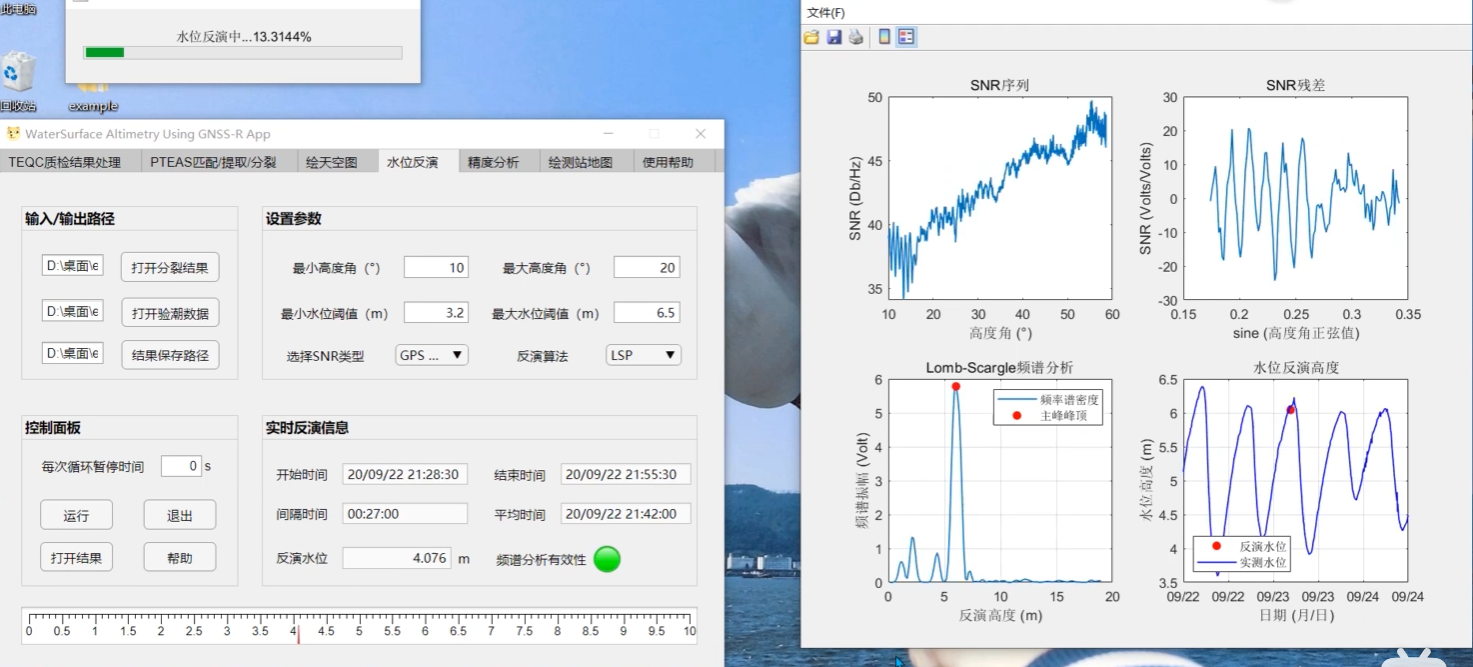 此电脑
水位反演中...13.3144%
回收站
example
WaterSurface Altimetry Using GNSS-R App
TEQC质检结果处理 PTEAS匹配/提取/分裂 绘天空图 水位反演 精度分析 绘测站地图 使用帮助
输入/输出路径
D:\桌面\e 打开分裂结果
D:\桌面\e 打开验潮数据
D:\桌面\e 结果保存路径
设置参数
最小高度角（°） 10 最大高度角（°） 20
最小水位阈值（m） 3.2 最大水位阈值（m） 6.5
选择SNR类型 GPS ... ▼ 反演算法 LSP ▼
控制面板
每次循环暂停时间 0 s
运行 退出
打开结果 帮助
实时反演信息
开始时间 20/09/22 21:28:30 结束时间 20/09/22 21:55:30
间隔时间 00:27:00 平均时间 20/09/22 21:42:00
反演水位 4.076 m 频谱分析有效性
0 0.5 1 1.5 2 2.5 3 3.5 4 4.5 5 5.5 6 6.5 7 7.5 8 8.5 9 9.5 10
文件(F)
SNR序列
50
45
40
35
SNR (Db/Hz)
10 20 30 40 50 60
高度角 (°)
SNR残差
30
20
10
0
-10
-20
-30
SNR (Volts/Volts)
0.15 0.2 0.25 0.3 0.35
sine (高度角正弦值)
Lomb-Scargle频谱分析
6
5
4
3
2
1
0
频谱振幅 (Volt)
频率谱密度
主峰峰顶
0 5 10 15 20
反演高度 (m)
水位反演高度
6.5
6
5.5
5
4.5
4
3.5
水位高度 (m)
反演水位
实测水位
09/22 09/22 09/23 09/23 09/24 09/24
日期 (月/日)